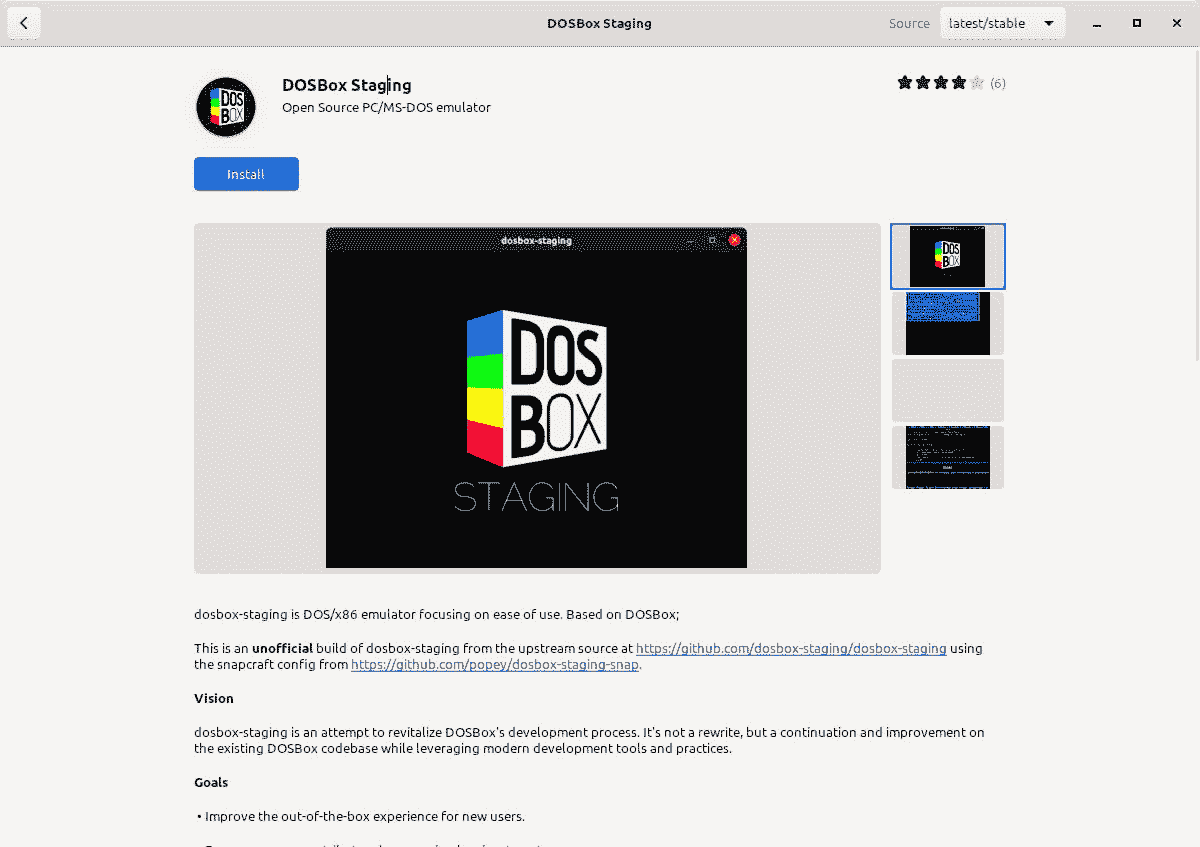 DOSBox Staging
Source
latest/stable
DOSBox Staging
(6)
Open Source PC/MS-DOS emulator
DOS
BOX
Install
dosbox-staging
DOS
BOX
STAGING
DOS
BOX
dosbox-staging is DOS/x86 emulator focusing on ease of use. Based on DOSBox;
This is an unofficial build of dosbox-staging from the upstream source at https://github.com/dosbox-staging/dosbox-staging using
the snapcraft config from https://github.com/popey/dosbox-staging-snap.
Vision
dosbox-staging is an attempt to revitalize DOSBox's development process. It's not a rewrite, but a continuation and improvement on
the existing DOSBox codebase while leveraging modern development tools and practices.
Goals
• Improve the out-of-the-box experience for new users.